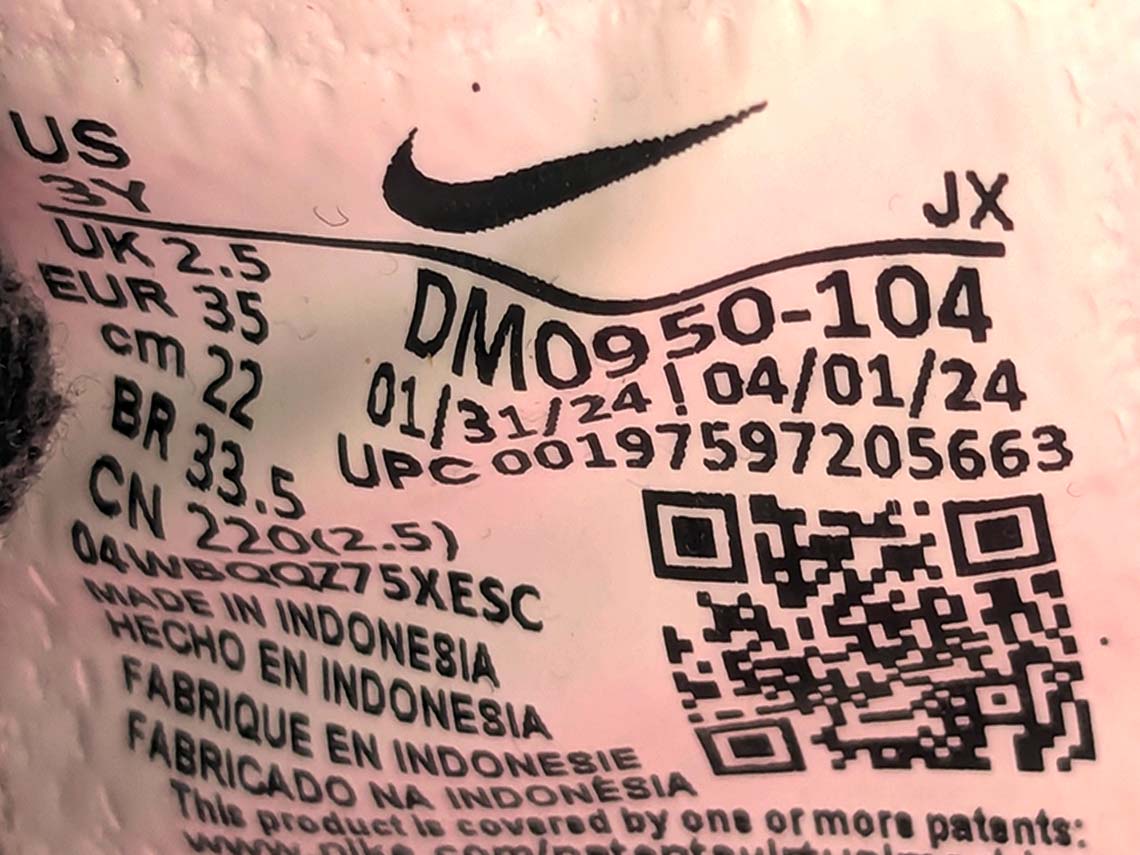 US
3Y
UK 2.5
EUR 35
cm 22
BR 33.5
CN 220(2.5)
04WBQQZ75XESC
JX
DM0950-104
01/31/24 ! 04/01/24
UPC 00197597205663
MADE IN INDONESIA
HECHO EN INDONESIA
FABRIQUE EN INDONESIE
FABRICADO NA INDONÉSIA
This product is covered by one or more patents: